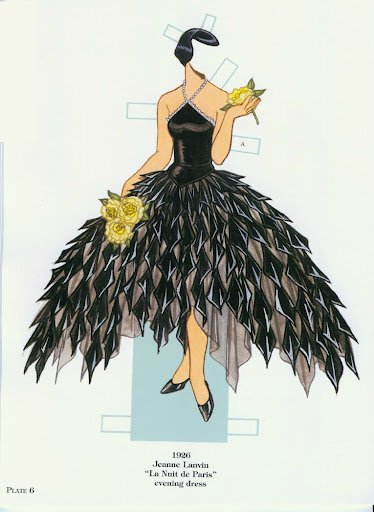 A
1926
Jeanne Lanvin
“La Nuit de Paris”
evening dress
PLATE 6